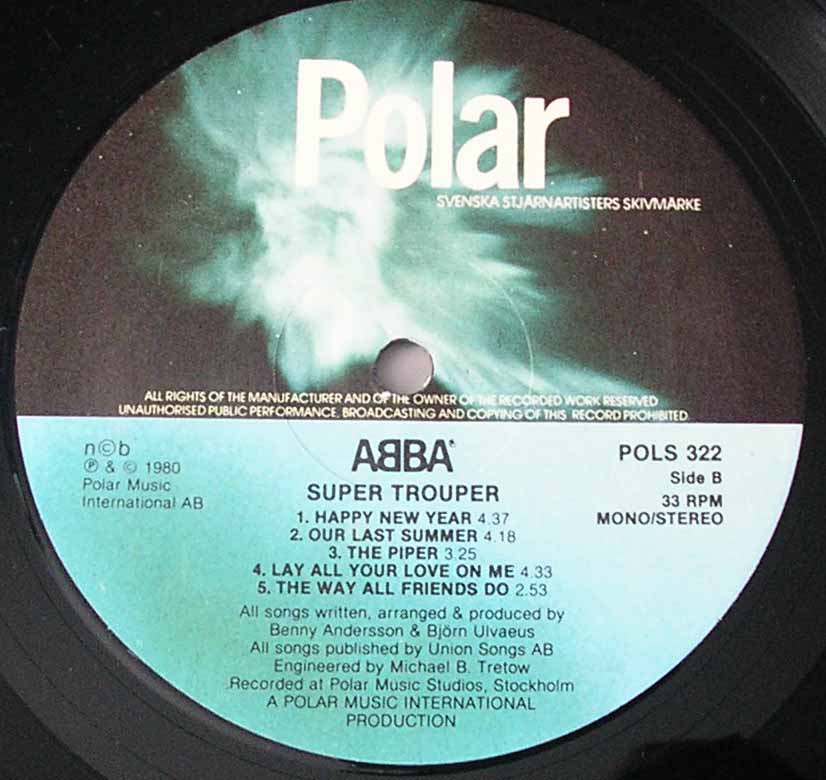 Polar
SVENSKA STJÄRNARTISTERS SKIVMÄRKE
ALL RIGHTS OF THE MANUFACTURER AND OF THE OWNER OF THE RECORDED WORK RESERVED
UNAUTHORISED PUBLIC PERFORMANCE, BROADCASTING AND COPYING OF THIS RECORD PROHIBITED
n©b
℗ & © 1980
Polar Music
International AB
ABBA®
SUPER TROUPER
POLS 322
Side B
33 RPM
MONO/STEREO
1. HAPPY NEW YEAR 4.37
2. OUR LAST SUMMER 4.18
3. THE PIPER 3.25
4. LAY ALL YOUR LOVE ON ME 4.33
5. THE WAY ALL FRIENDS DO 2.53
All songs written, arranged & produced by
Benny Andersson & Björn Ulvaeus
All songs published by Union Songs AB
Engineered by Michael B. Tretow
Recorded at Polar Music Studios, Stockholm
A POLAR MUSIC INTERNATIONAL
PRODUCTION